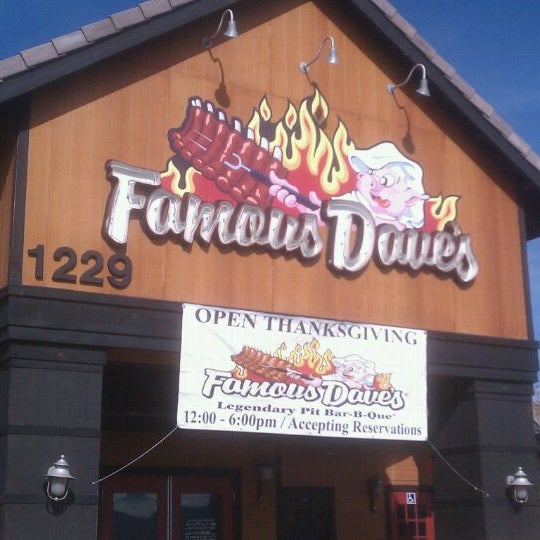 Famous Dave's
1229
OPEN THANKSGIVING
Famous Dave's
Legendary Pit Bar-B-Que
12:00 - 6:00pm / Accepting Reservations